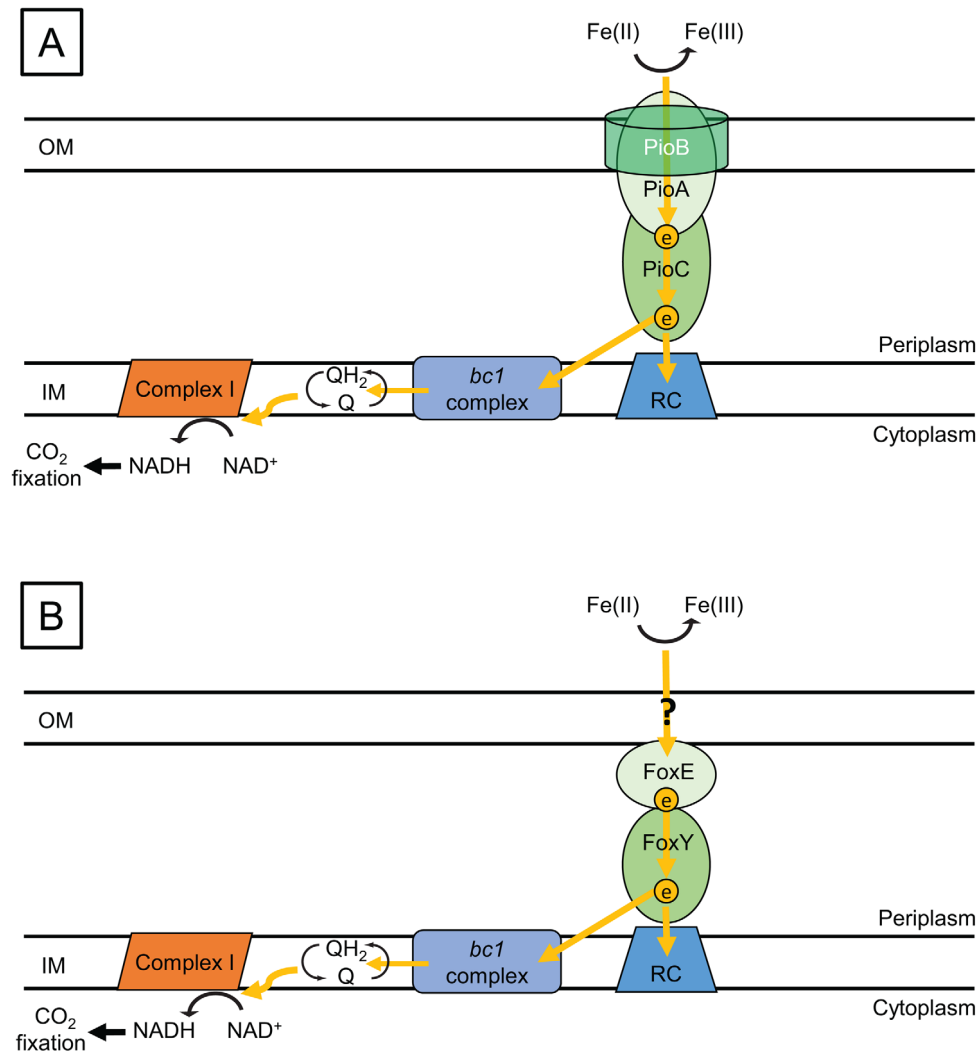 A
Fe(II) Fe(III)
OM
PioB
PioA
e
PioC
e
Periplasm
IM
Complex I
QH₂
Q
bc1
complex
RC
Cytoplasm
CO₂
fixation
NADH NAD⁺
B
Fe(II) Fe(III)
OM
?
FoxE
e
FoxY
e
Periplasm
IM
Complex I
QH₂
Q
bc1
complex
RC
Cytoplasm
CO₂
fixation
NADH NAD⁺